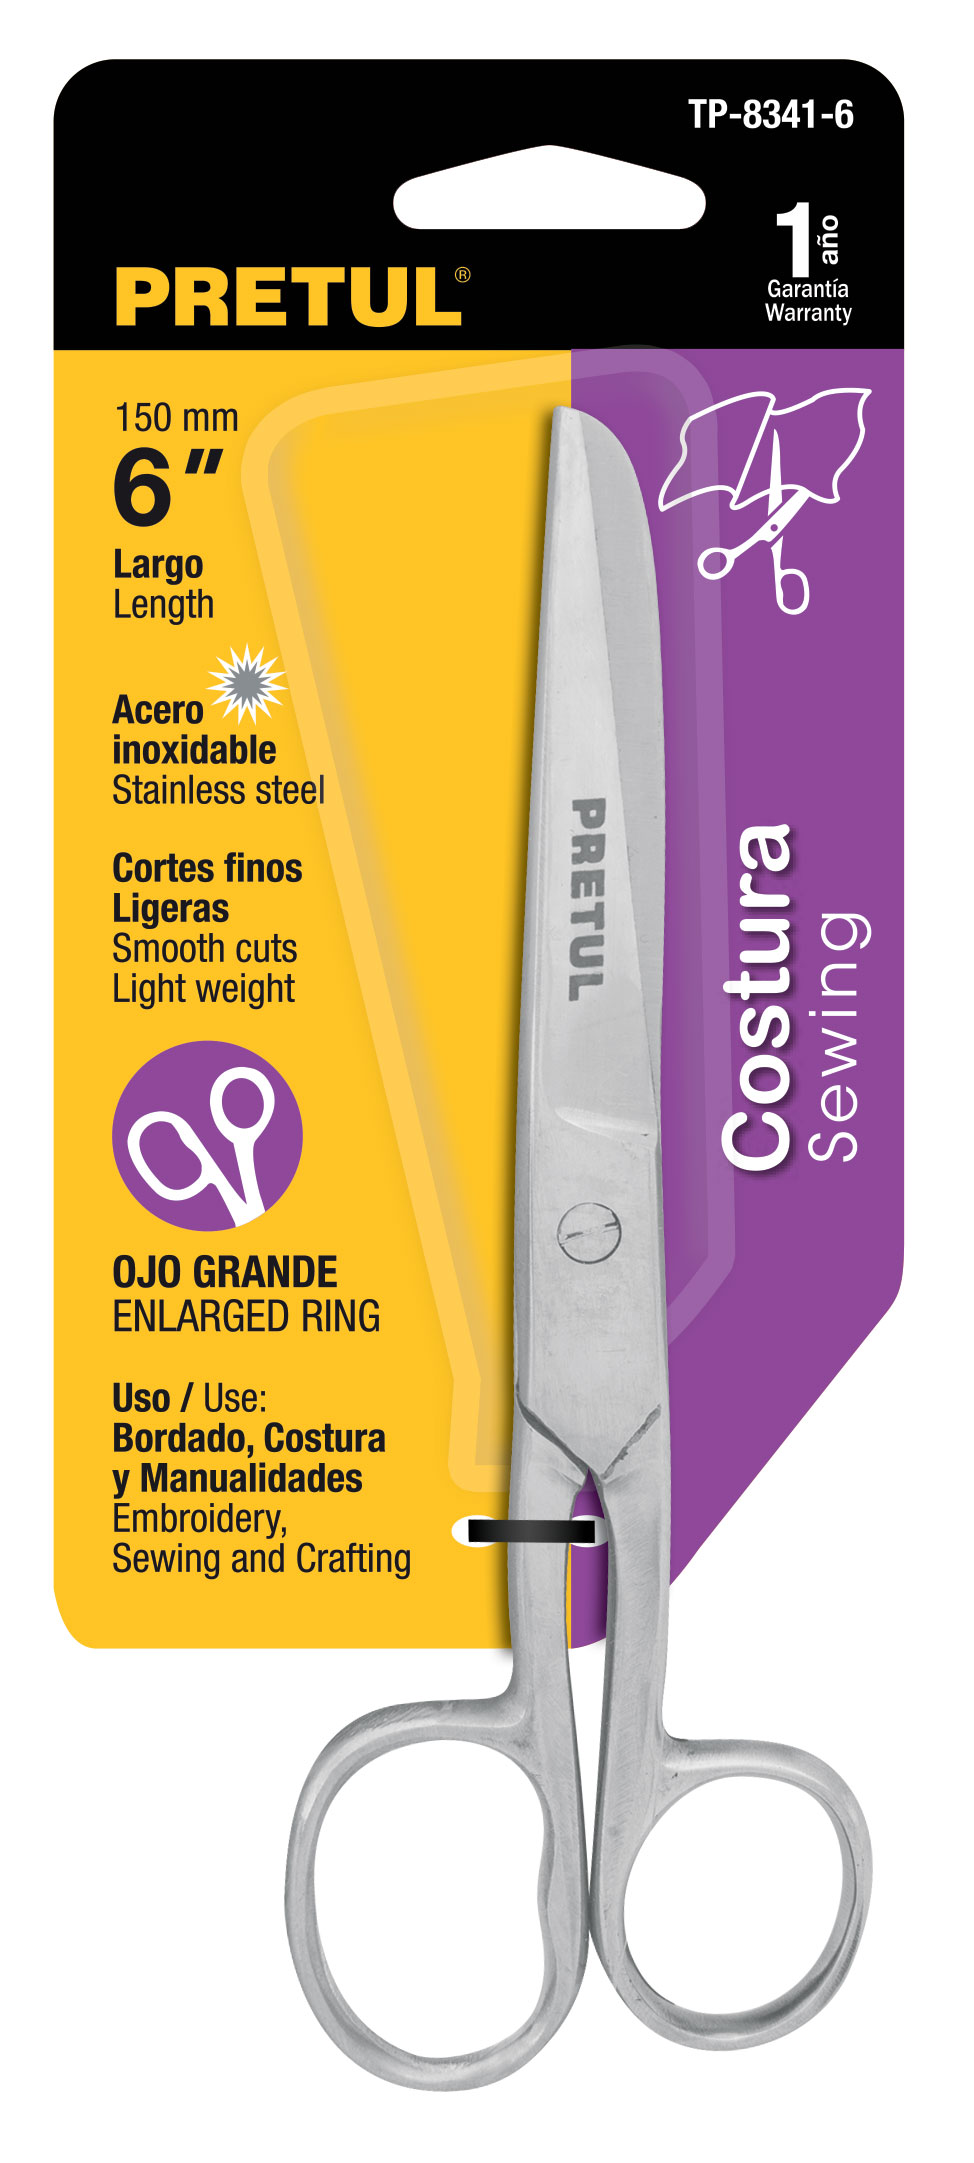 TP-8341-6
1 año
Garantía
Warranty
PRETUL®
150 mm
6"
Largo
Length
Acero
inoxidable
Stainless steel
Cortes finos
Ligeras
Smooth cuts
Light weight
OJO GRANDE
ENLARGED RING
Uso / Use:
Bordado, Costura
y Manualidades
Embroidery,
Sewing and Crafting
PRETUL
Costura
Sewing